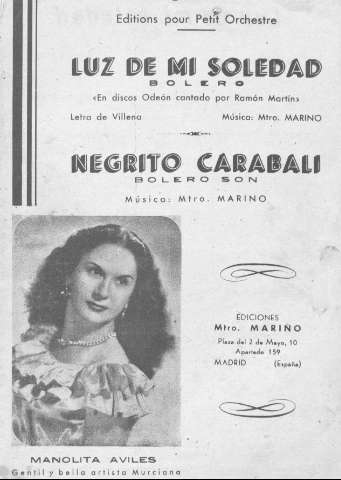 Editions pour Petit Orchestre
LUZ DE MI SOLEDAD
BOLERO
«En discos Odeón cantado por Ramón Martín»
Letra de Villena
Música: Mtro. MARINO
NEGRITO CARABALI
BOLERO SON
Música: Mtro. MARINO
EDICIONES
Mtro. MARIÑO
Plaza del 2 de Mayo, 10
Apartado 159
MADRID (España)
MANOLITA AVILES
Gentil y bella artista Murciana